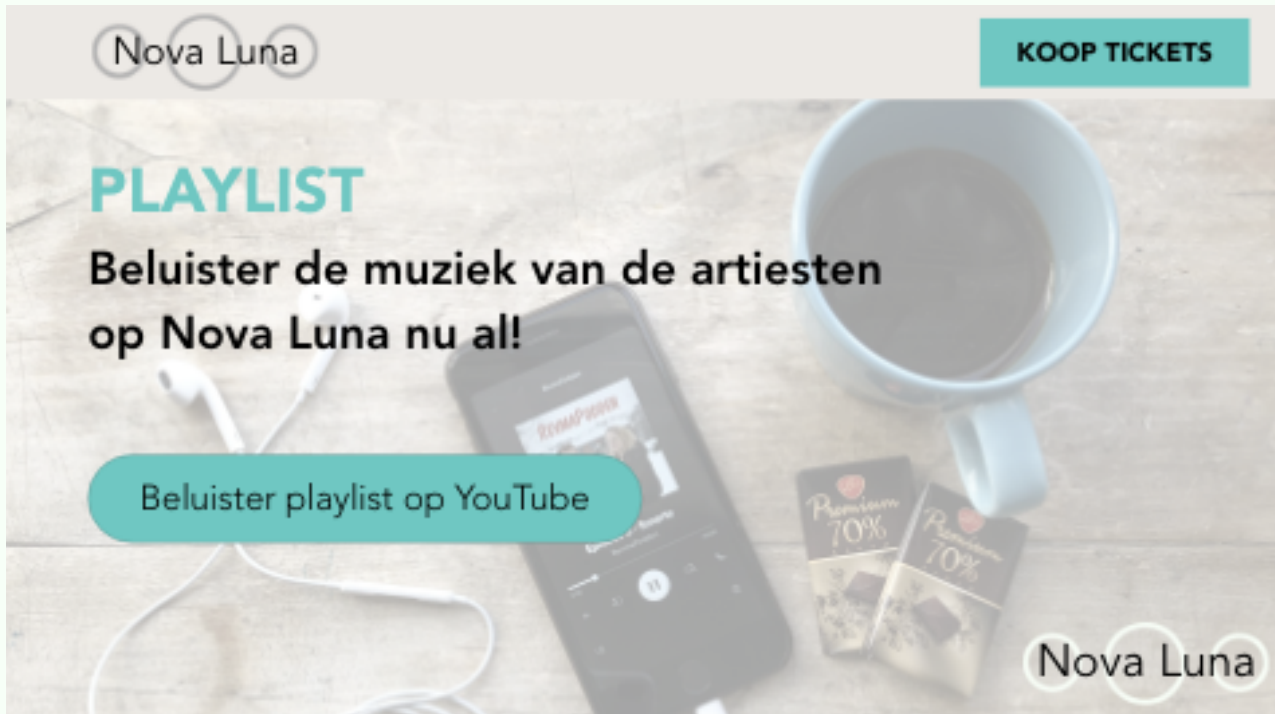 Nova Luna
KOOP TICKETS
PLAYLIST
Beluister de muziek van de artiesten
op Nova Luna nu al!
Beluister playlist op YouTube
Premium
70%
Premium
70%
Nova Luna